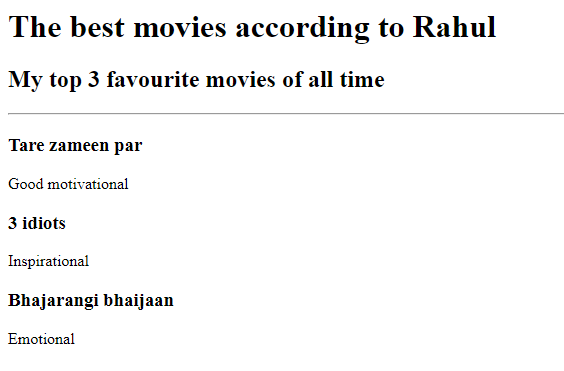 The best movies according to Rahul
My top 3 favourite movies of all time
Tare zameen par
Good motivational
3 idiots
Inspirational
Bhajarangi bhaijaan
Emotional